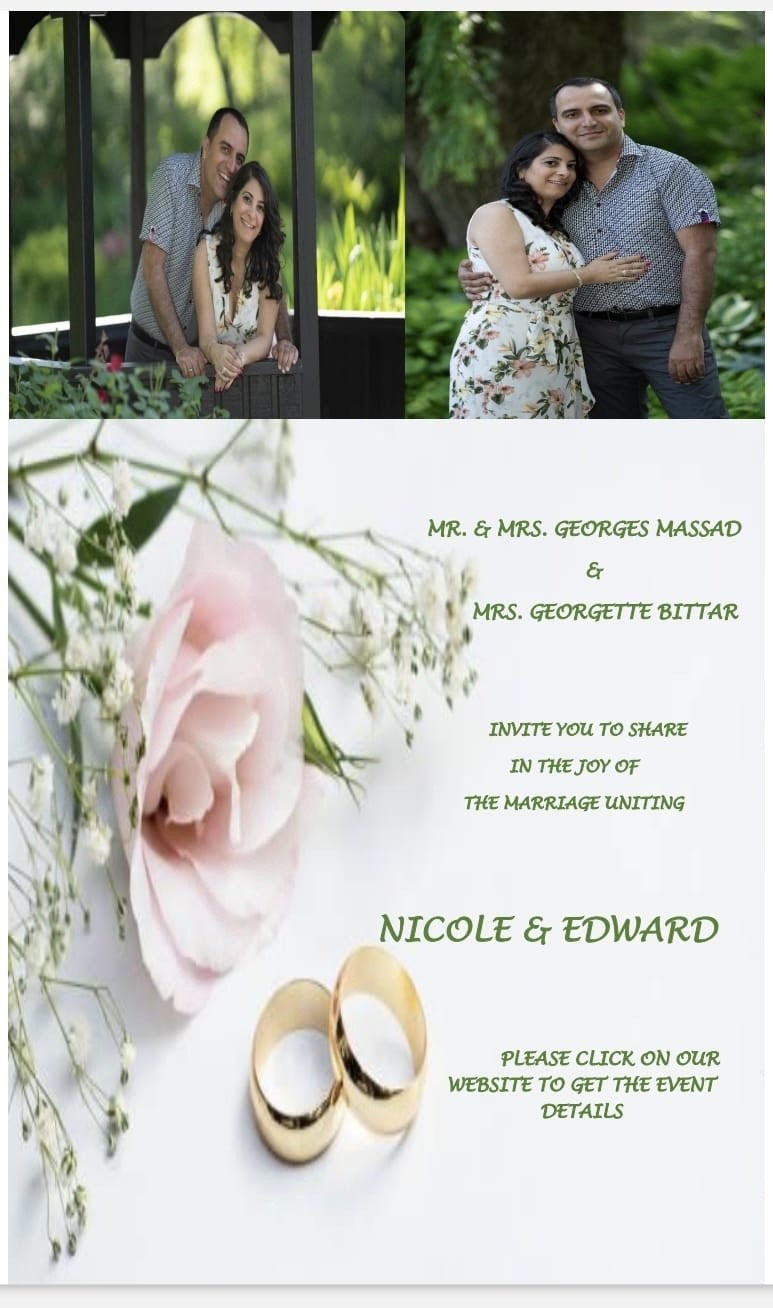 MR. & MRS. GEORGES MASSAD
&
MRS. GEORGETTE BITTAR
INVITE YOU TO SHARE
IN THE JOY OF
THE MARRIAGE UNITING
NICOLE & EDWARD
PLEASE CLICK ON OUR
WEBSITE TO GET THE EVENT
DETAILS